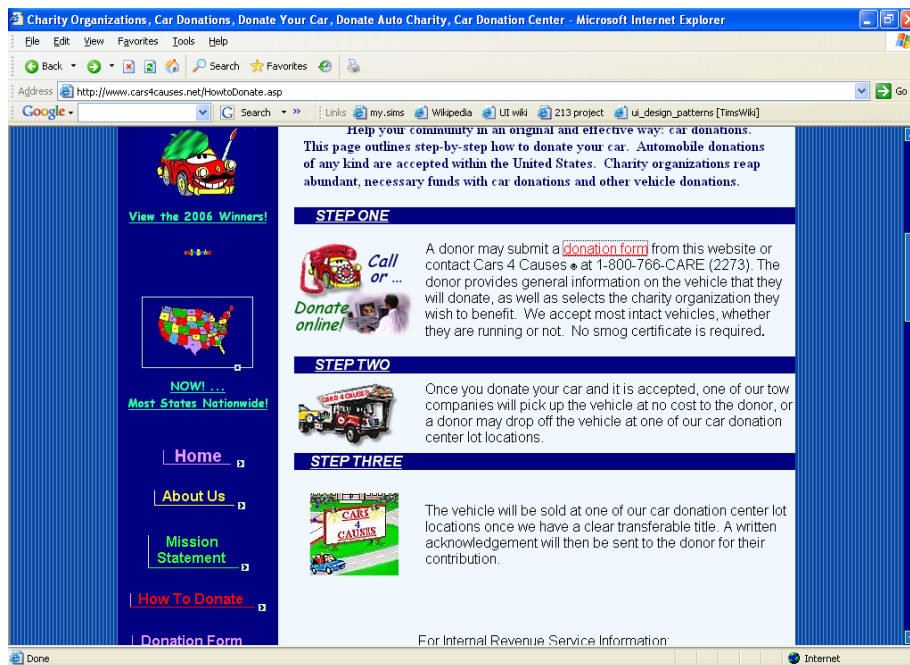 Charity Organizations, Car Donations, Donate Your Car, Donate Auto Charity, Car Donation Center - Microsoft Internet Explorer
File Edit View Favorites Tools Help
Back Search Favorites
Address http://www.cars4causes.net/HowtoDonate.asp Go
Google Search » Links my.sims Wikipedia UI wiki 213 project ui_design_patterns [TimsWiki]
Help your community in an original and effective way: car donations.
This page outlines step-by-step how to donate your car. Automobile donations
of any kind are accepted within the United States. Charity organizations reap
abundant, necessary funds with car donations and other vehicle donations.
View the 2006 Winners!
NOW! ...
Most States Nationwide!
Home
About Us
Mission
Statement
How To Donate
Donation Form
STEP ONE
Call
or ...
Donate
online!
A donor may submit a donation form from this website or
contact Cars 4 Causes ® at 1-800-766-CARE (2273). The
donor provides general information on the vehicle that they
will donate, as well as selects the charity organization they
wish to benefit. We accept most intact vehicles, whether
they are running or not. No smog certificate is required.
STEP TWO
CARS 4 CAUSES
Once you donate your car and it is accepted, one of our tow
companies will pick up the vehicle at no cost to the donor, or
a donor may drop off the vehicle at one of our car donation
center lot locations.
STEP THREE
CARS
4
CAUSES
The vehicle will be sold at one of our car donation center lot
locations once we have a clear transferable title. A written
acknowledgement will then be sent to the donor for their
contribution.
For Internal Revenue Service Information:
Done Internet